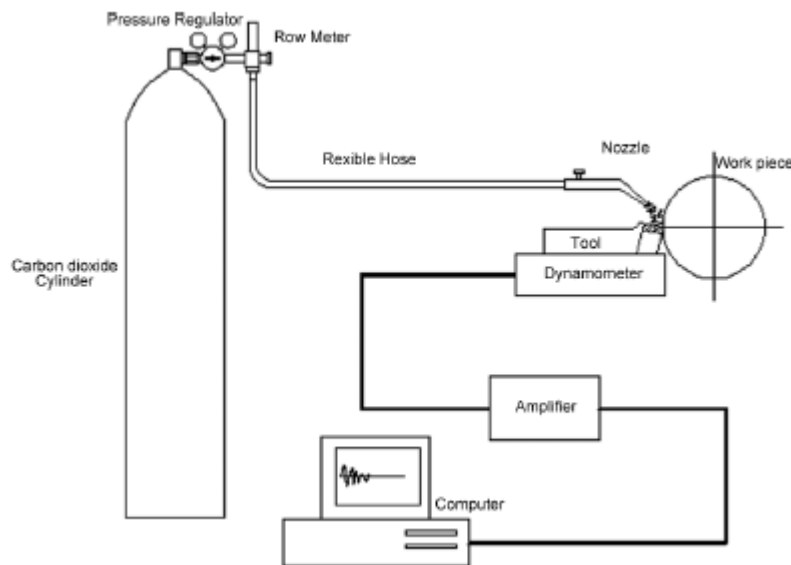 Pressure Regulator
Row Meter
Rexible Hose
Nozzle
Work piece
Tool
Dynamometer
Carbon dioxide
Cylinder
Amplifier
Computer